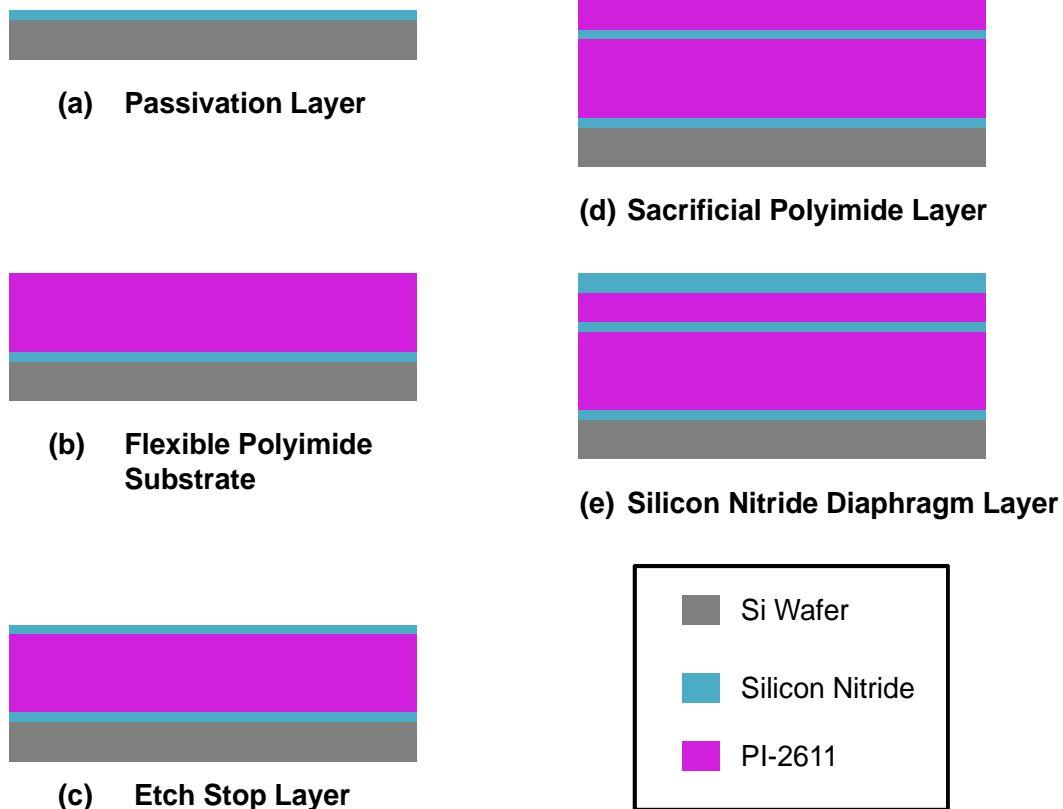 (a) Passivation Layer
(b) Flexible Polyimide
Substrate
(c) Etch Stop Layer
(d) Sacrificial Polyimide Layer
(e) Silicon Nitride Diaphragm Layer
Si Wafer
Silicon Nitride
PI-2611